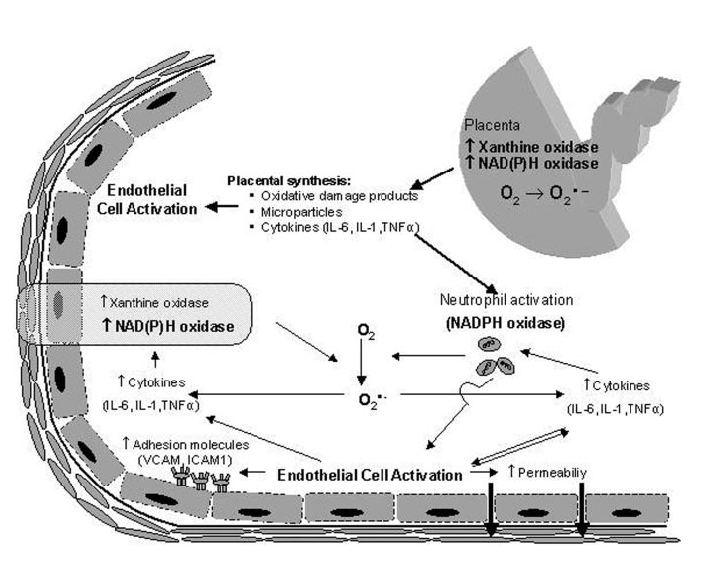 Placenta
↑ Xanthine oxidase
↑ NAD(P)H oxidase
O₂ → O₂•−
Placental synthesis:
▪ Oxidative damage products
▪ Microparticles
▪ Cytokines (IL-6, IL-1 ,TNFα)
Endothelial
Cell Activation
Neutrophil activation
(NADPH oxidase)
↑ Xanthine oxidase
↑ NAD(P)H oxidase
O₂
O₂•-
↑ Cytokines
(IL-6, IL-1,TNFα)
↑ Cytokines
(IL-6, IL-1,TNFα)
↑ Adhesion molecules
(VCAM, ICAM1)
Endothelial Cell Activation
↑ Permeabiliy